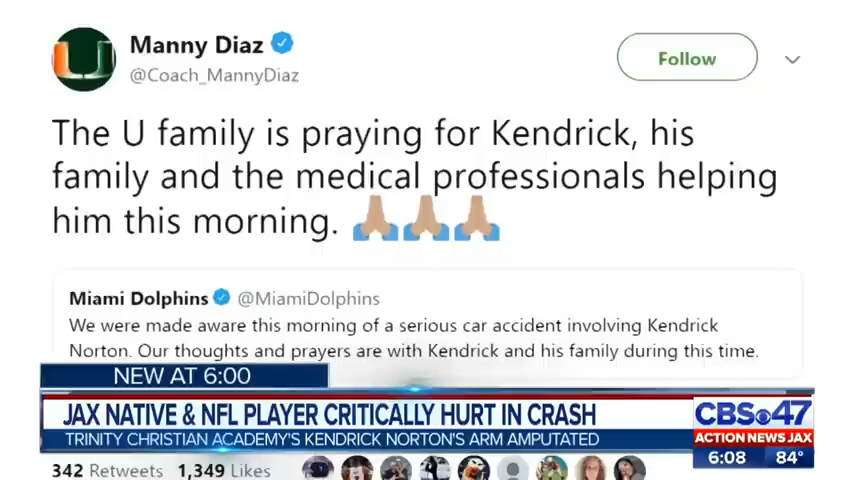 Manny Diaz
@Coach_MannyDiaz
Follow
The U family is praying for Kendrick, his
family and the medical professionals helping
him this morning. 🙏🏽🙏🏽🙏🏽
Miami Dolphins @MiamiDolphins
We were made aware this morning of a serious car accident involving Kendrick
Norton. Our thoughts and prayers are with Kendrick and his family during this time.
NEW AT 6:00
JAX NATIVE & NFL PLAYER CRITICALLY HURT IN CRASH
TRINITY CHRISTIAN ACADEMY'S KENDRICK NORTON'S ARM AMPUTATED
CBS 47
ACTION NEWS JAX
6:08 84°
342 Retweets 1,349 Likes